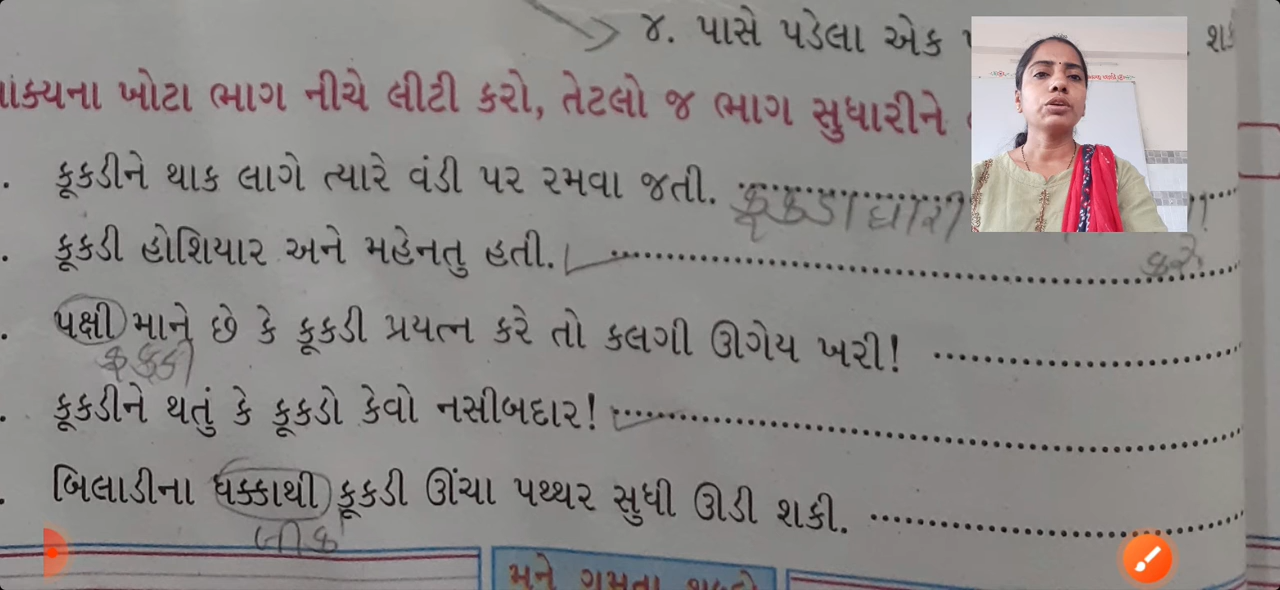 ૪. પાસે પડેલા એક
વાંક્યના ખોટા ભાગ નીચે લીટી કરો, તેટલો જ ભાગ સુધારીને
કૂકડીને થાક લાગે ત્યારે વંડી પર રમવા જતી.
કૂકડી હોશિયાર અને મહેનતુ હતી.
કરે
પક્ષી માને છે કે કૂકડી પ્રયત્ન કરે તો કલગી ઊગેય ખરી!
કૂકડી
કૂકડીને થતું કે કૂકડો કેવો નસીબદાર!
બિલાડીના ધક્કાથી કૂકડી ઊંચા પથ્થર સુધી ઊડી શકી.
બીક
મને ગમતા શબ્દો